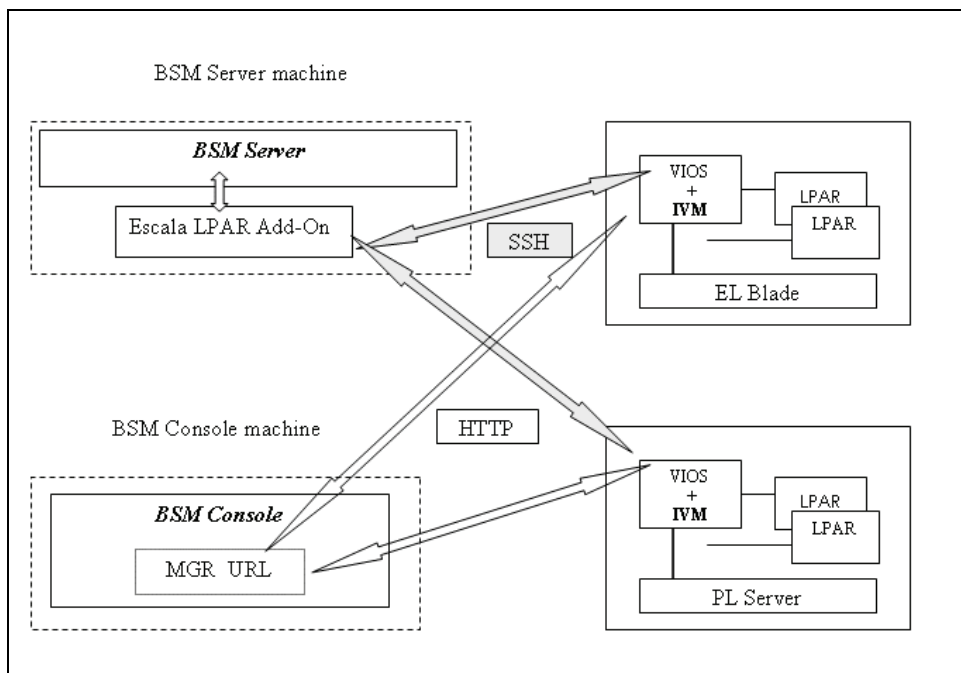 BSM Server machine
BSM Server
Escala LPAR Add-On
SSH
VIOS
+
IVM
LPAR
LPAR
EL Blade
BSM Console machine
HTTP
BSM Console
MGR URL
VIOS
+
IVM
LPAR
LPAR
PL Server